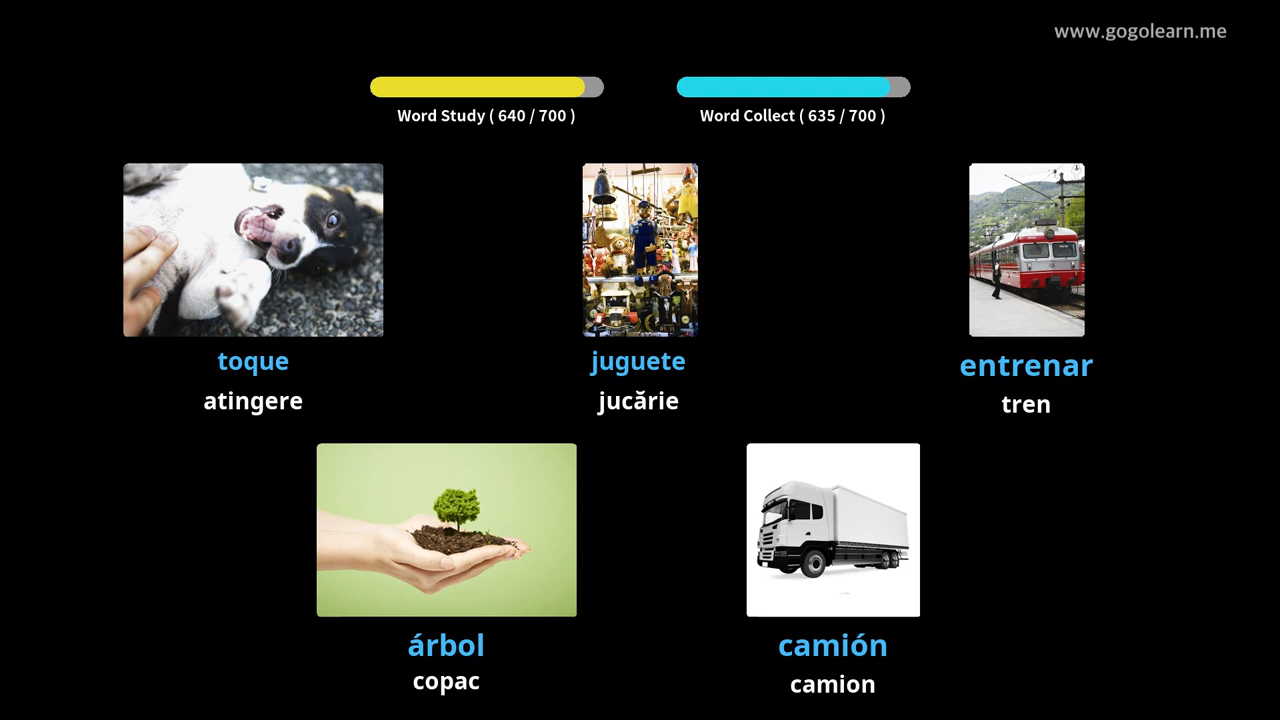 www.gogolearn.me
Word Study ( 640 / 700 )
Word Collect ( 635 / 700 )
toque
atingere
juguete
jucărie
entrenar
tren
árbol
copac
camión
camion